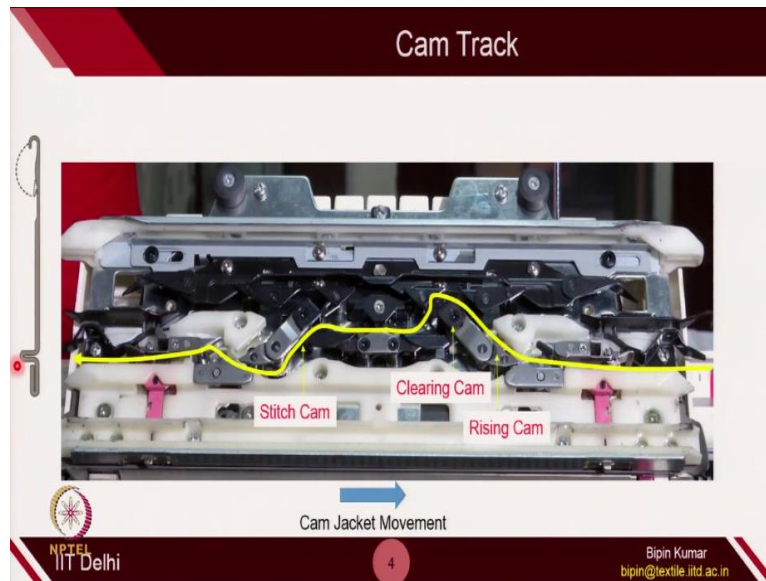 Cam Track
Clearing Cam
Stitch Cam
Rising Cam
Cam Jacket Movement
NPTEL
IIT Delhi
4
Bipin Kumar
bipin@textile.iitd.ac.in